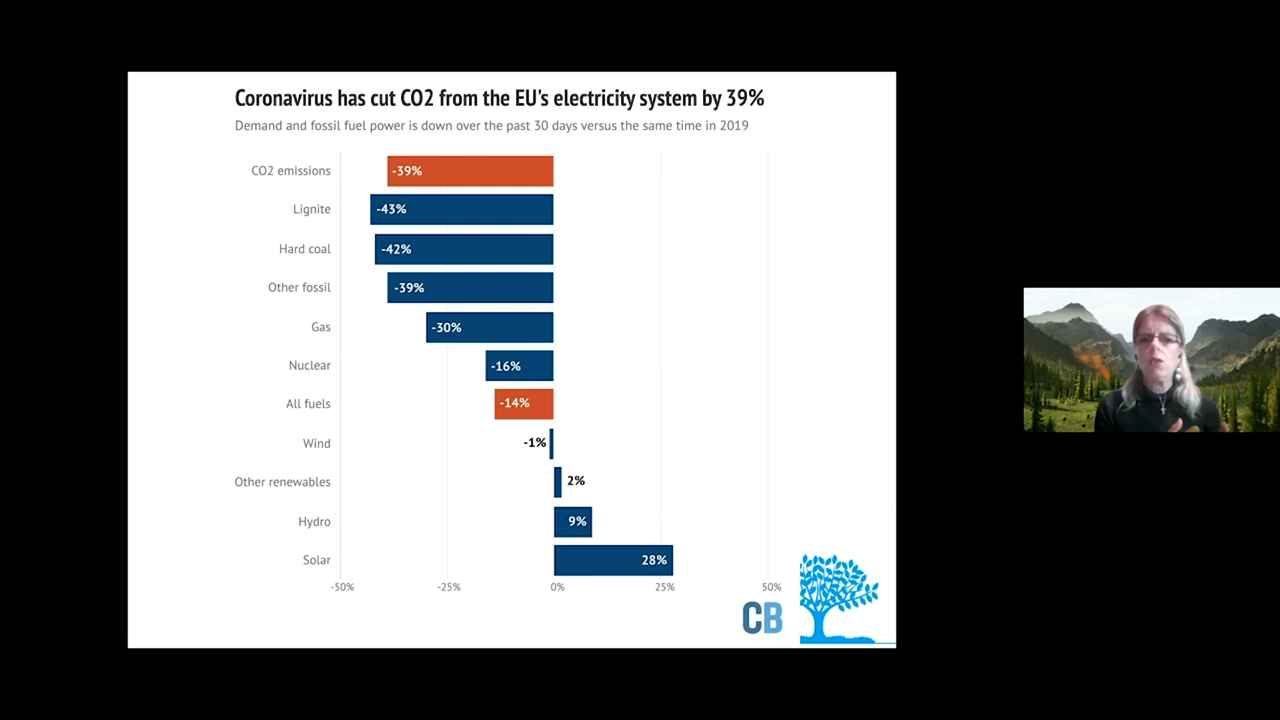 Coronavirus has cut CO2 from the EU's electricity system by 39%
Demand and fossil fuel power is down over the past 30 days versus the same time in 2019
CO2 emissions -39%
Lignite -43%
Hard coal -42%
Other fossil -39%
Gas -30%
Nuclear -16%
All fuels -14%
Wind -1%
Other renewables 2%
Hydro 9%
Solar 28%
-50% -25% 0% 25% 50%
CB